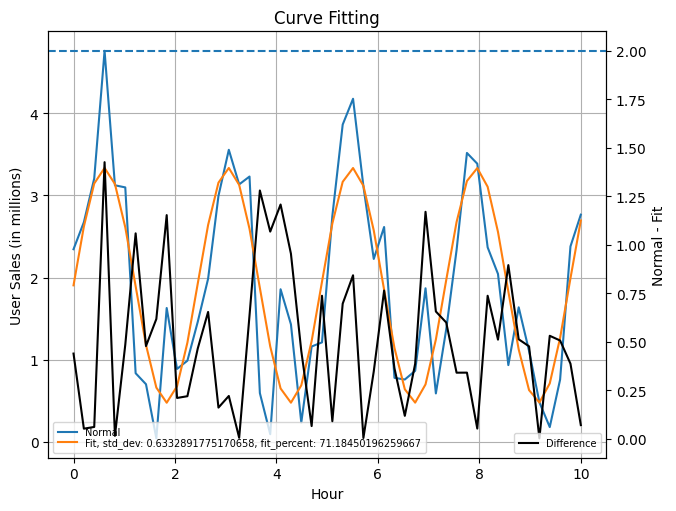 Curve Fitting
User Sales (in millions)
4
3
2
1
0
2.00
1.75
1.50
1.25
1.00
0.75
0.50
0.25
0.00
Normal - Fit
Normal
Fit, std_dev: 0.6332891775170658, fit_percent: 71.18450196259667
Difference
0 2 4 6 8 10
Hour